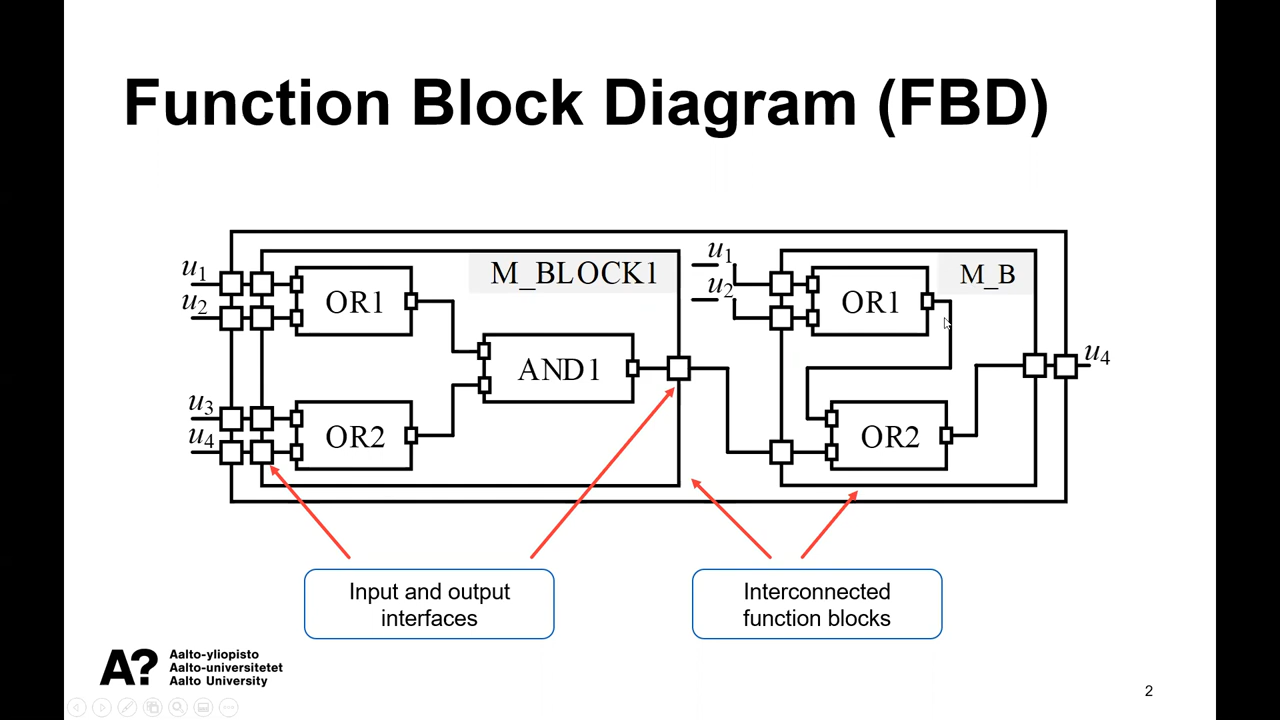 Function Block Diagram (FBD)
u1
u2
u3
u4
OR1
OR2
M_BLOCK1
AND1
u1
u2
OR1
M_B
OR2
u4
Input and output
interfaces
Interconnected
function blocks
A?
Aalto-yliopisto
Aalto-universitetet
Aalto University
2